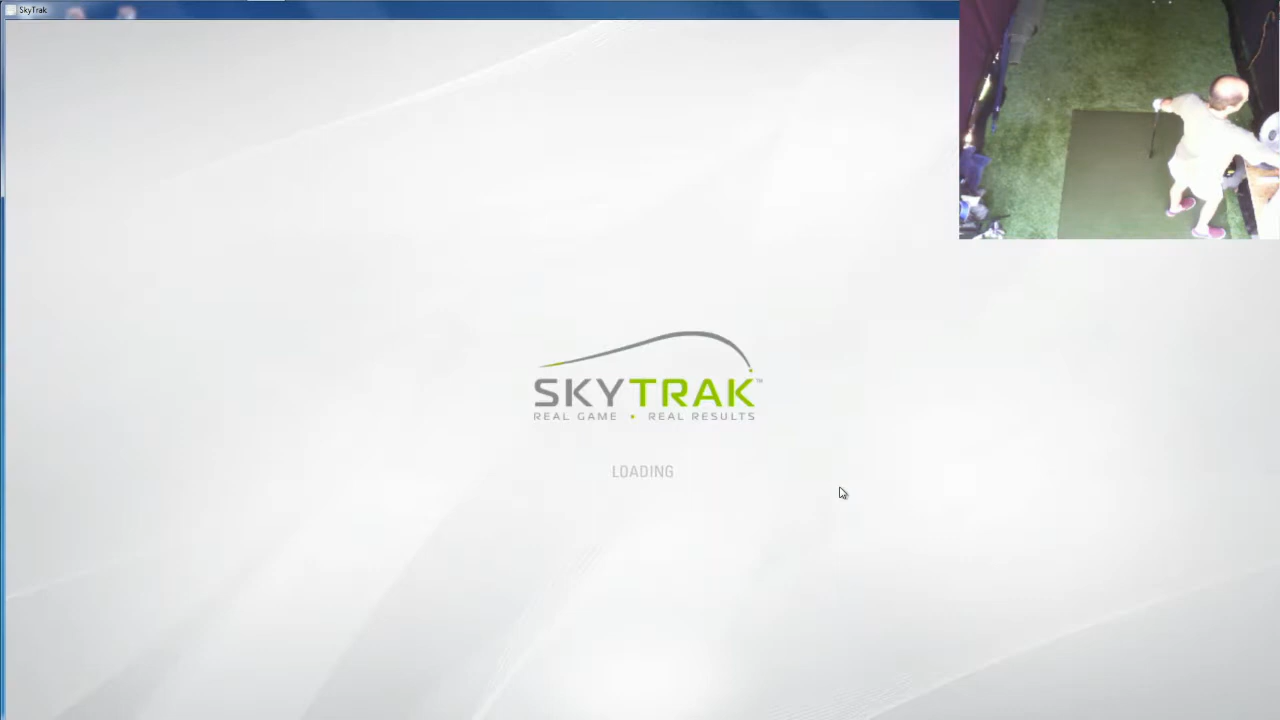 SkyTrak
SKYTRAK™
REAL GAME • REAL RESULTS
LOADING